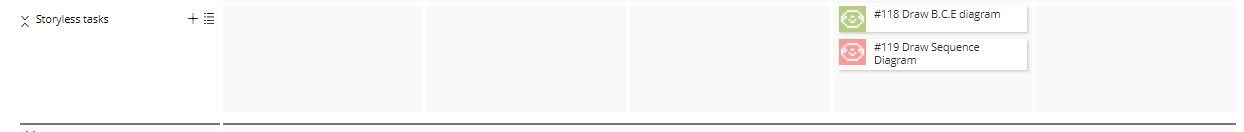 Storyless tasks
#118 Draw B.C.E diagram
#119 Draw Sequence
Diagram